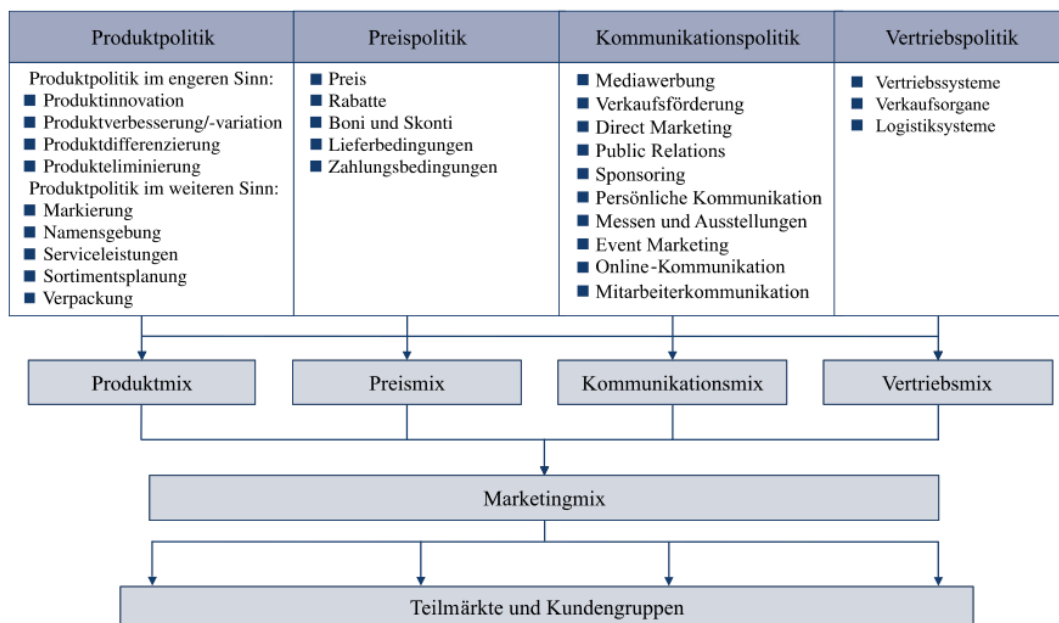 Produktpolitik
Produktpolitik im engeren Sinn:
Produktinnovation
Produktverbesserung/-variation
Produktdifferenzierung
Produkteliminierung
Produktpolitik im weiteren Sinn:
Markierung
Namensgebung
Serviceleistungen
Sortimentsplanung
Verpackung
Preispolitik
Preis
Rabatte
Boni und Skonti
Lieferbedingungen
Zahlungsbedingungen
Kommunikationspolitik
Mediawerbung
Verkaufsförderung
Direct Marketing
Public Relations
Sponsoring
Persönliche Kommunikation
Messen und Ausstellungen
Event Marketing
Online-Kommunikation
Mitarbeiterkommunikation
Vertriebspolitik
Vertriebssysteme
Verkaufsorgane
Logistiksysteme
Produktmix
Preismix
Kommunikationsmix
Vertriebsmix
Marketingmix
Teilmärkte und Kundengruppen